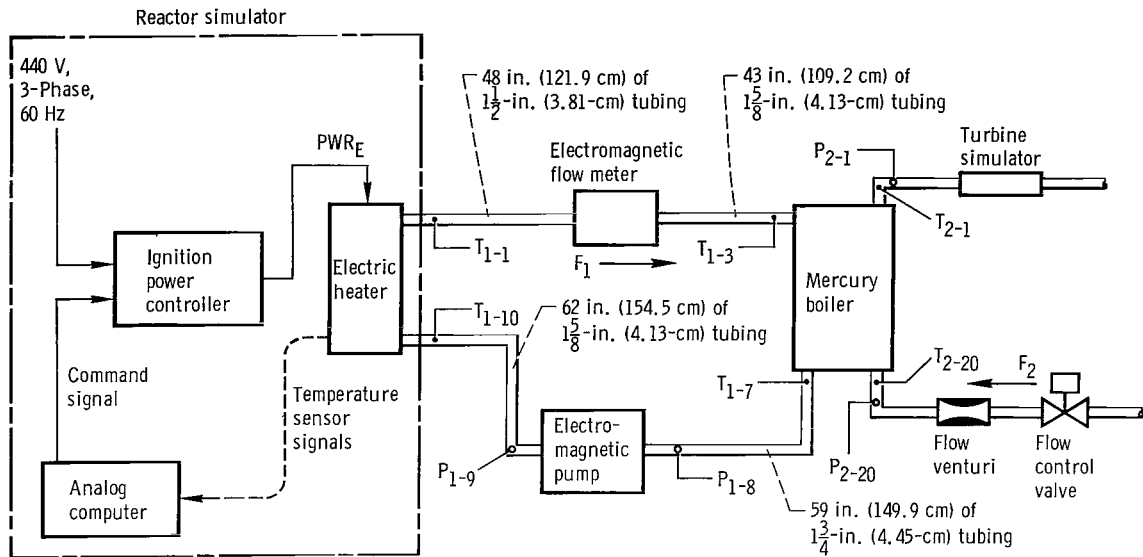 Reactor simulator
440 V,
3-Phase,
60 Hz
PWR_E
Ignition
power
controller
Electric
heater
Command
signal
Temperature
sensor
signals
Analog
computer
48 in. (121.9 cm) of
1 1/2-in. (3.81-cm) tubing
43 in. (109.2 cm) of
1 5/8-in. (4.13-cm) tubing
Electromagnetic
flow meter
T_1-1
F_1
T_1-3
P_2-1
Turbine
simulator
T_2-1
Mercury
boiler
T_1-10
62 in. (154.5 cm) of
1 5/8-in. (4.13-cm) tubing
T_1-7
T_2-20
F_2
P_2-20
Flow
venturi
Flow
control
valve
P_1-9
Electro-
magnetic
pump
P_1-8
59 in. (149.9 cm) of
1 3/4-in. (4.45-cm) tubing